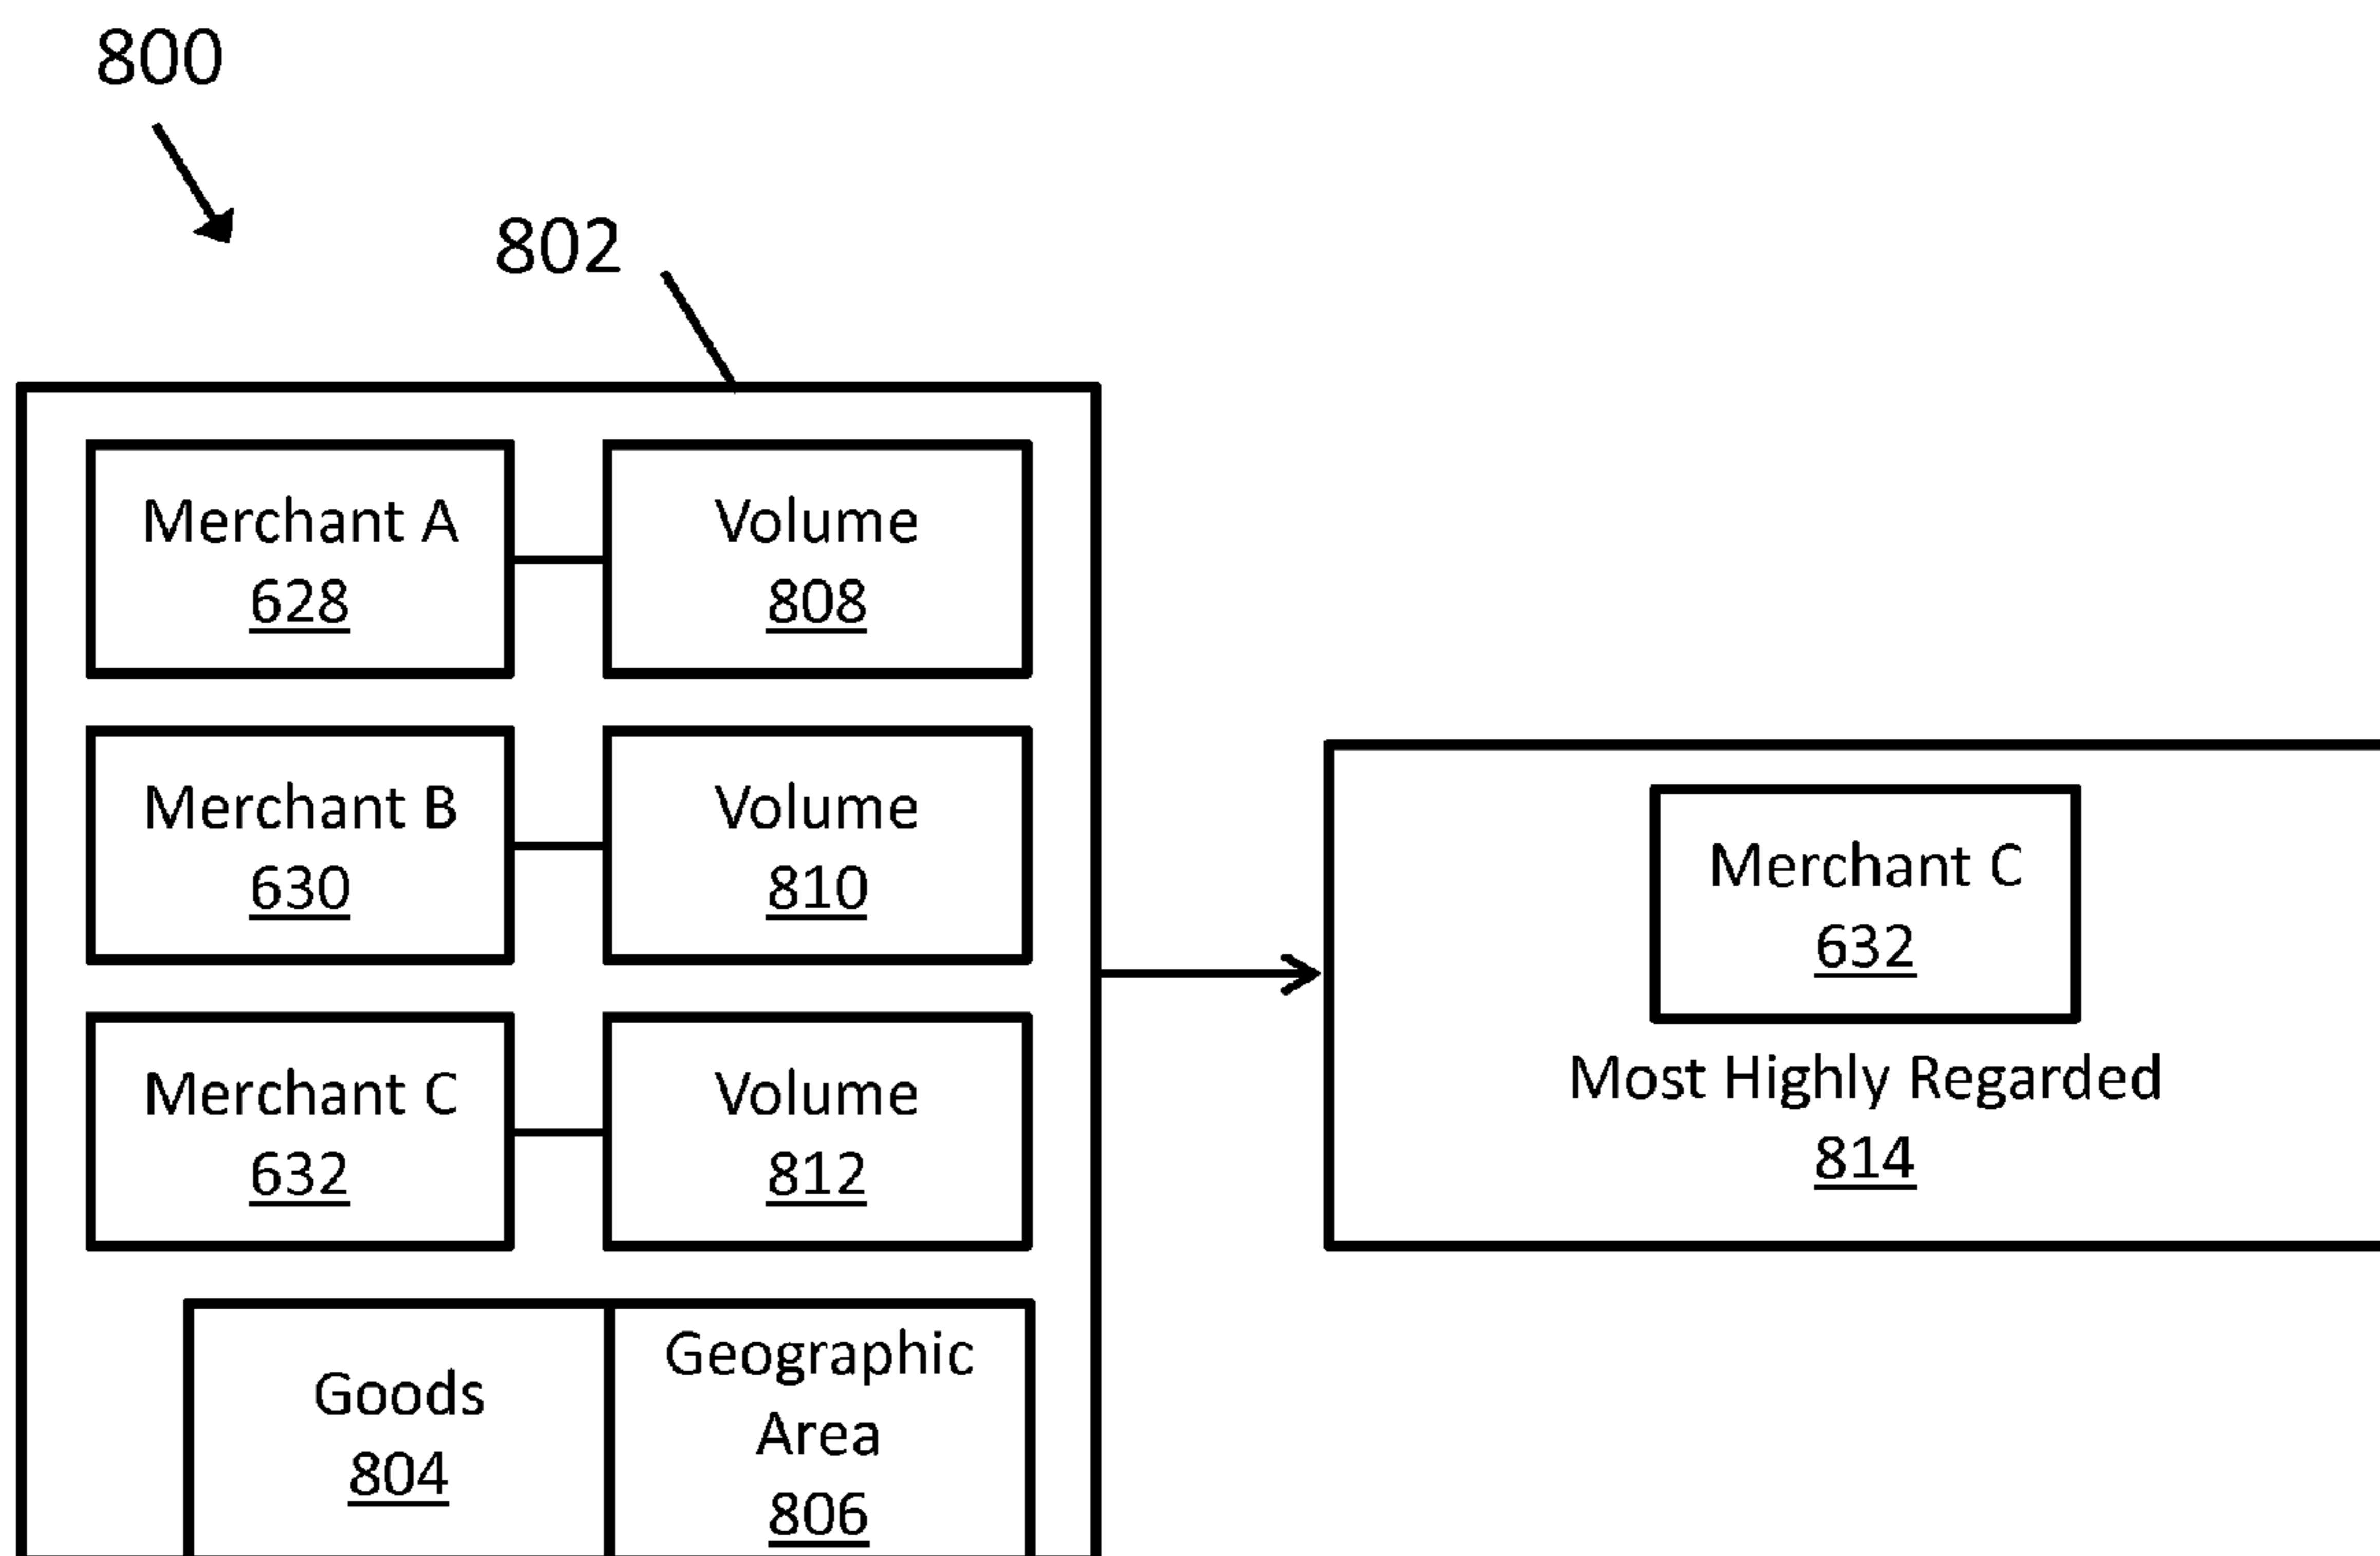 800
802
Merchant A
628
Volume
808
Merchant B
630
Volume
810
Merchant C
632
Volume
812
Goods
804
Geographic
Area
806
Merchant C
632
Most Highly Regarded
814